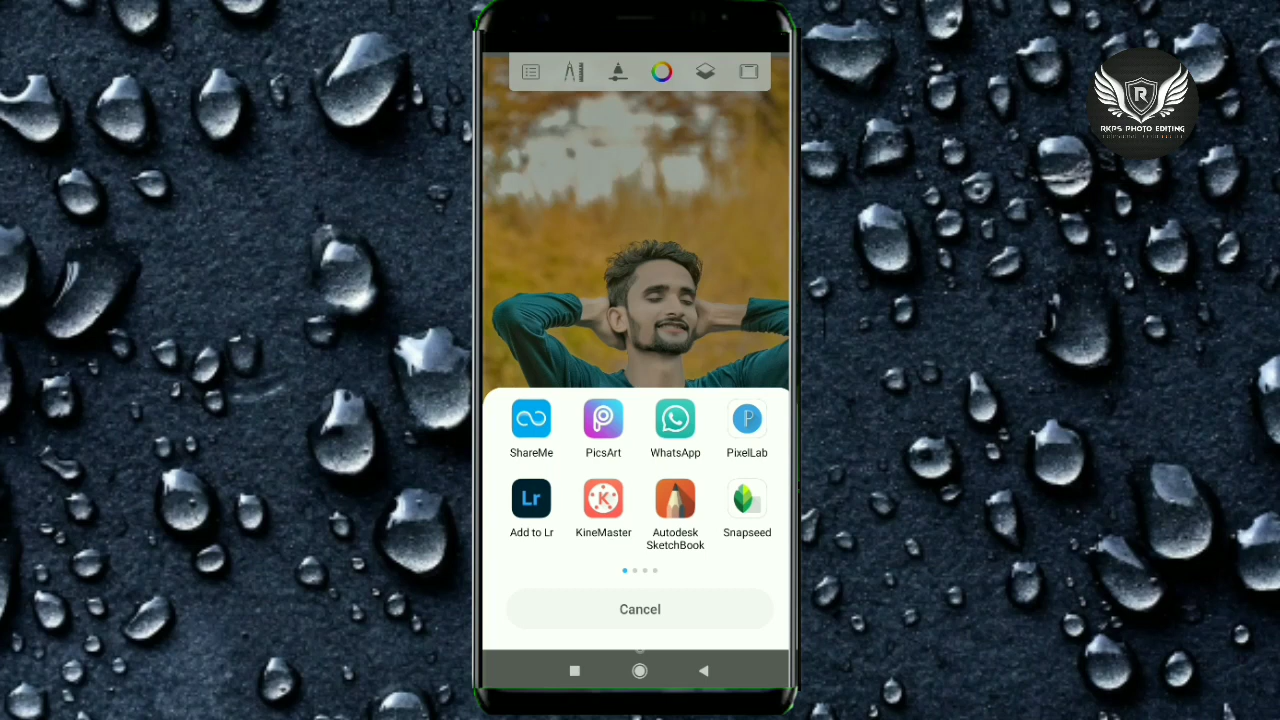 R
RKPS PHOTO EDITING
ShareMe
PicsArt
WhatsApp
P
PixelLab
Lr
K
Add to Lr
KineMaster
Autodesk
SketchBook
Snapseed
Cancel